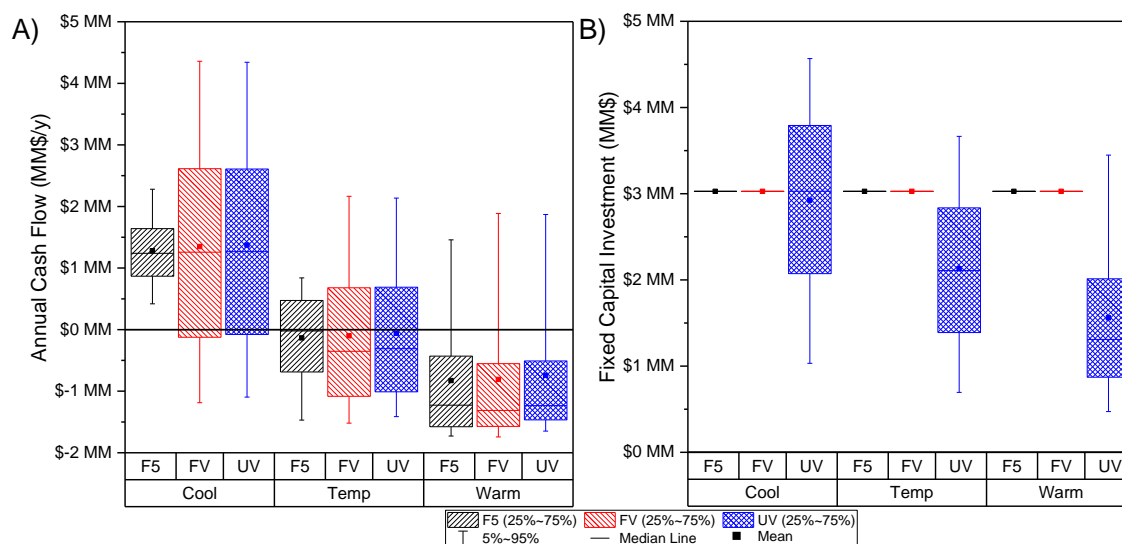 A)
Annual Cash Flow (MM$/y)
$5 MM
$4 MM
$3 MM
$2 MM
$1 MM
$0 MM
$-1 MM
$-2 MM
F5 FV UV F5 FV UV F5 FV UV
Cool Temp Warm
B)
Fixed Capital Investment (MM$)
$5 MM
$4 MM
$3 MM
$2 MM
$1 MM
$0 MM
F5 FV UV F5 FV UV F5 FV UV
Cool Temp Warm
F5 (25%~75%) FV (25%~75%) UV (25%~75%)
5%~95% Median Line Mean